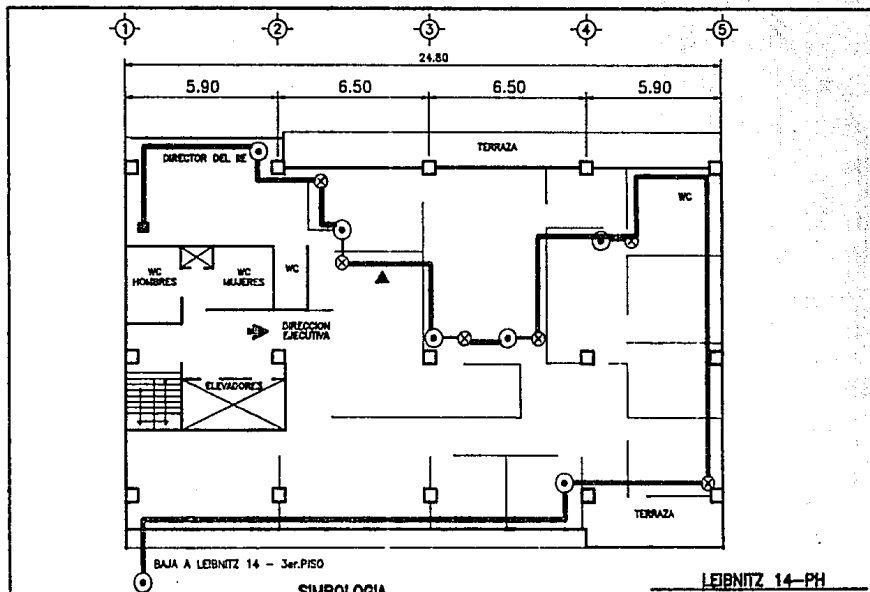 1 2 3 4 5
24.80
5.90 6.50 6.50 5.90
TERRAZA
DIRECTOR DEL RE
WC
WC HOMBRES
WC MUJERES
WC
DIRECCION EJECUTIVA
ELEVADORES
TERRAZA
BAJA A LEIBNITZ 14 - 3er.PISO
SIMBOLOGIA
LEIBNITZ 14-PH